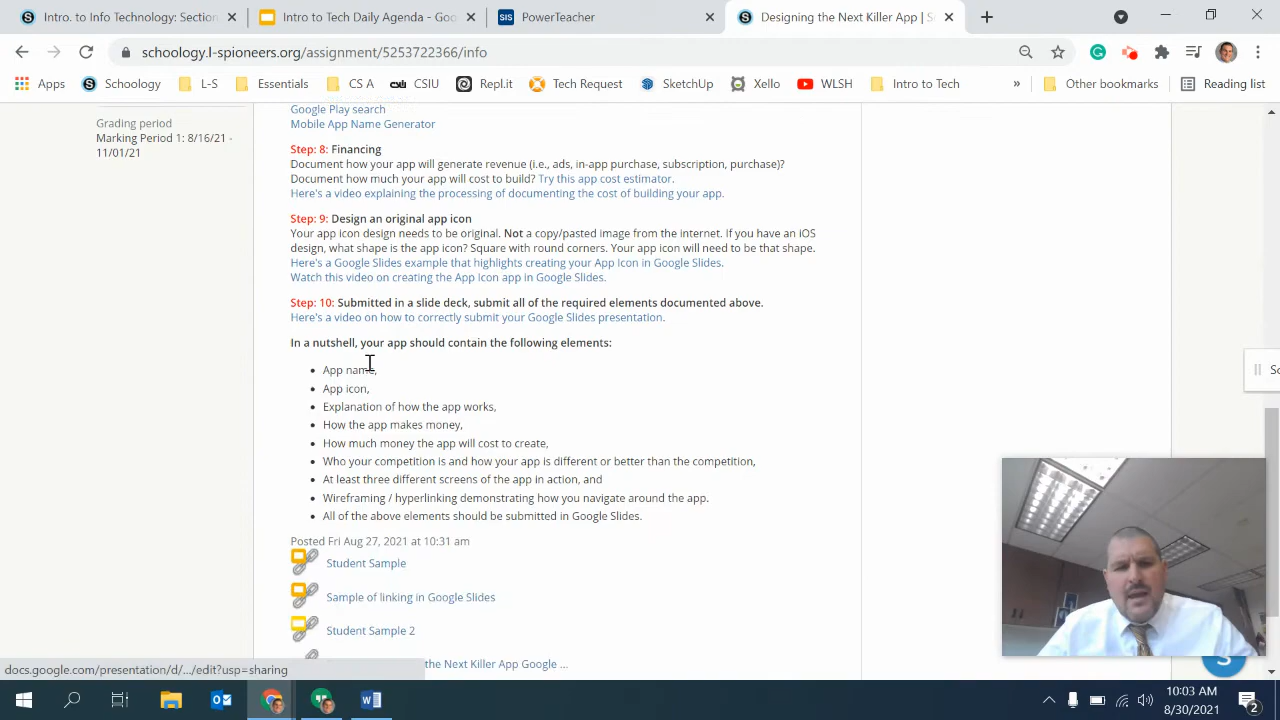 Intro. to Info Technology: Section
Intro to Tech Daily Agenda - Goo
SIS
PowerTeacher
Designing the Next Killer App | S
schoology.l-spioneers.org/assignment/5253722366/info
Apps
Schoology
L-S
Essentials
CS A
CSIU
Repl.it
Tech Request
SketchUp
Xello
WLSH
Intro to Tech
»
Other bookmarks
Reading list
Grading period
Marking Period 1: 8/16/21 -
11/01/21
Google Play search
Mobile App Name Generator
Step: 8: Financing
Document how your app will generate revenue (i.e., ads, in-app purchase, subscription, purchase)?
Document how much your app will cost to build? Try this app cost estimator.
Here's a video explaining the processing of documenting the cost of building your app.
Step: 9: Design an original app icon
Your app icon design needs to be original. Not a copy/pasted image from the internet. If you have an iOS
design, what shape is the app icon? Square with round corners. Your app icon will need to be that shape.
Here's a Google Slides example that highlights creating your App Icon in Google Slides.
Watch this video on creating the App Icon app in Google Slides.
Step: 10: Submitted in a slide deck, submit all of the required elements documented above.
Here's a video on how to correctly submit your Google Slides presentation.
In a nutshell, your app should contain the following elements:
• App name,
• App icon,
• Explanation of how the app works,
• How the app makes money,
• How much money the app will cost to create,
• Who your competition is and how your app is different or better than the competition,
• At least three different screens of the app in action, and
• Wireframing / hyperlinking demonstrating how you navigate around the app.
• All of the above elements should be submitted in Google Slides.
Posted Fri Aug 27, 2021 at 10:31 am
Student Sample
Sample of linking in Google Slides
Student Sample 2
the Next Killer App Google ...
docs.google.com/presentation/d/.../edit?usp=sharing
Sc
S
10:03 AM
8/30/2021
2